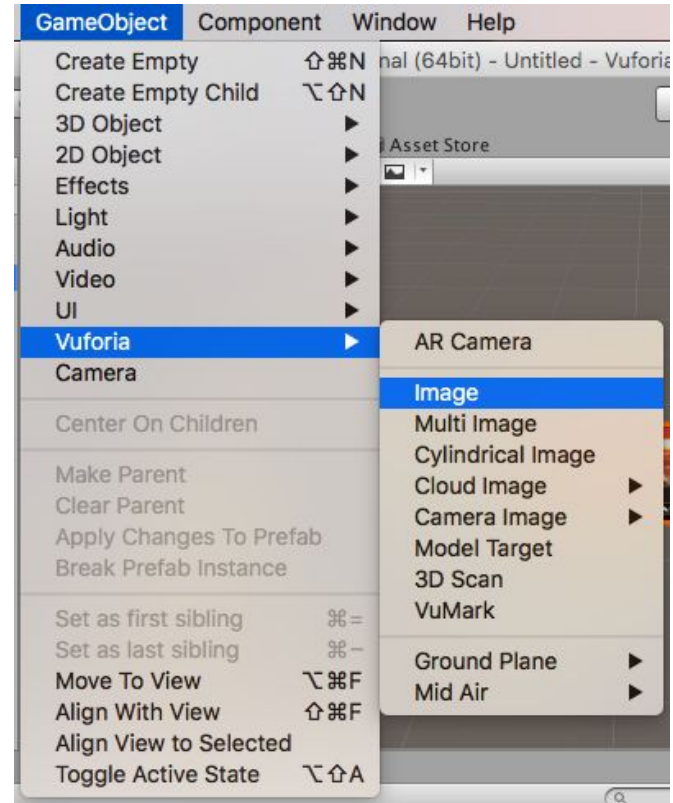 GameObject Component Window Help
nal (64bit) - Untitled - Vuforia
Asset Store
Create Empty ⇧⌘N
Create Empty Child ⌥⇧N
3D Object ▶
2D Object ▶
Effects ▶
Light ▶
Audio ▶
Video ▶
UI ▶
Vuforia ▶
Camera
Center On Children
Make Parent
Clear Parent
Apply Changes To Prefab
Break Prefab Instance
Set as first sibling ⌘=
Set as last sibling ⌘-
Move To View ⌥⌘F
Align With View ⇧⌘F
Align View to Selected
Toggle Active State ⌥⇧A
AR Camera
Image
Multi Image
Cylindrical Image
Cloud Image ▶
Camera Image ▶
Model Target
3D Scan
VuMark
Ground Plane ▶
Mid Air ▶